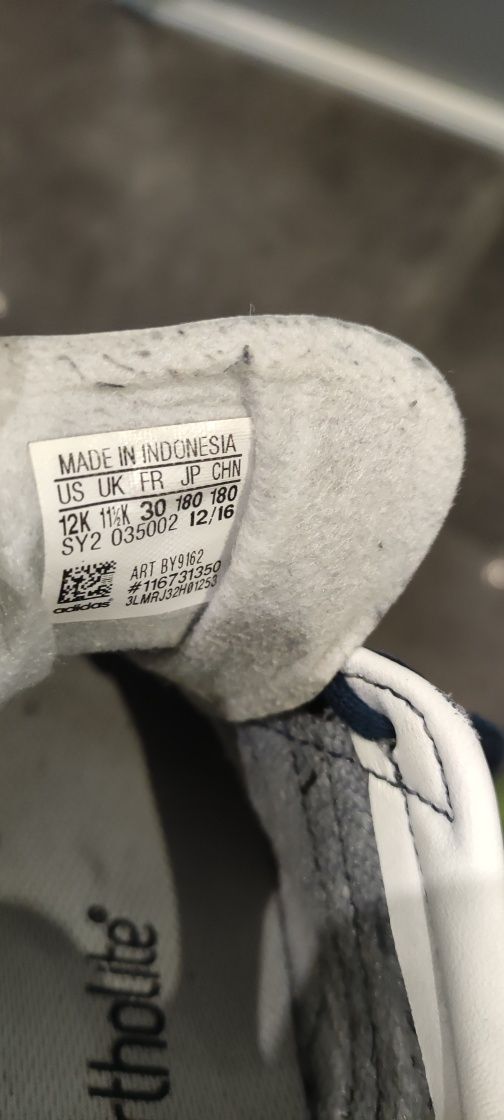 MADE IN INDONESIA
US UK FR JP CHN
12K 11½K 30 180 180
SY2 035002 12/16
ART BY9162
#116731350
3LMRJ32H01253
adidas
rtholite®